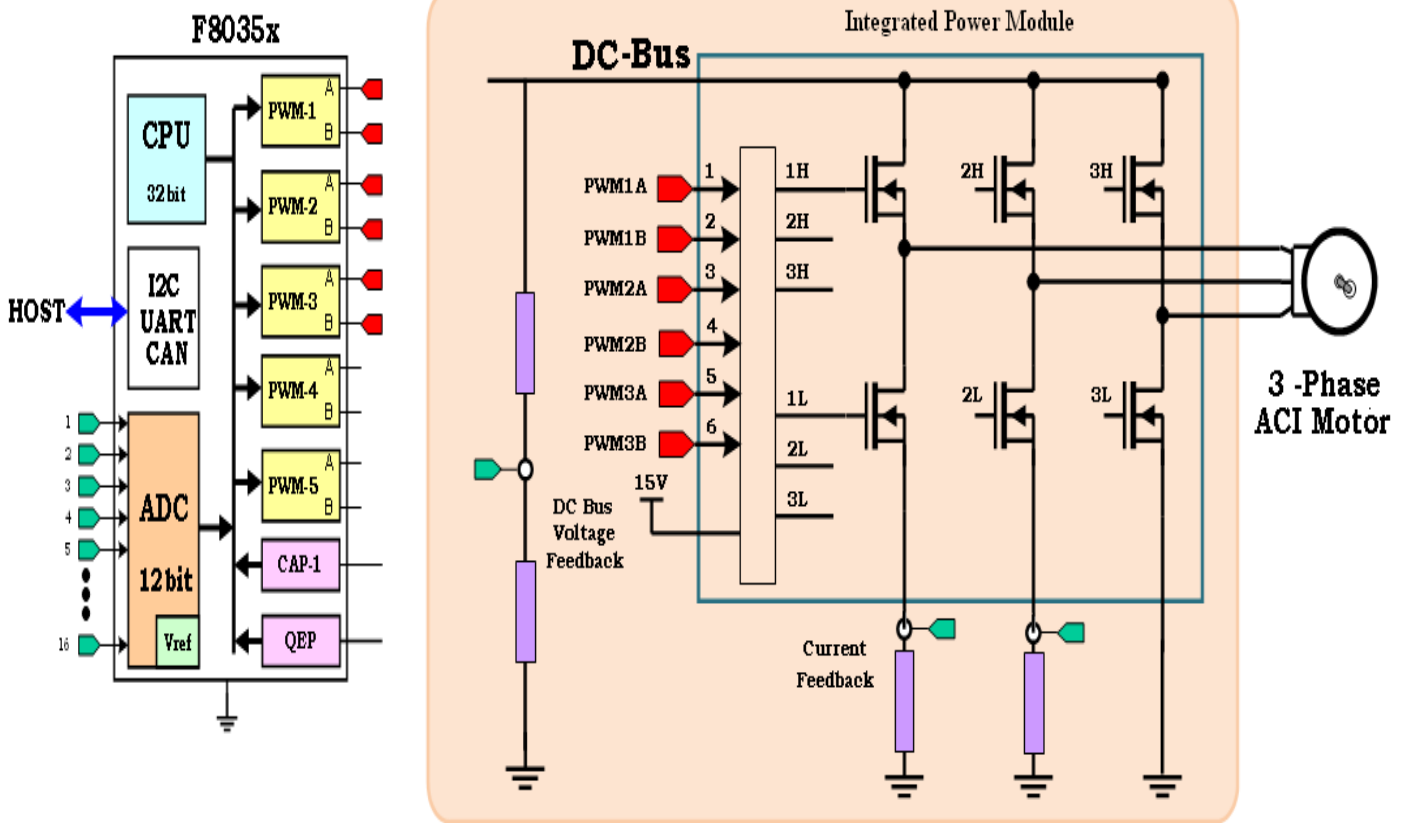 F8035x
CPU
32bit
I2C
UART
CAN
HOST
ADC
12bit
Vref
1
2
3
4
5
16
PWM-1
A
B
PWM-2
A
B
PWM-3
A
B
PWM-4
A
B
PWM-5
A
B
CAP-1
QEP
Integrated Power Module
DC-Bus
PWM1A
PWM1B
PWM2A
PWM2B
PWM3A
PWM3B
1
2
3
4
5
6
15V
DC Bus
Voltage
Feedback
1H
2H
3H
1L
2L
3L
2H
3H
2L
3L
Current
Feedback
3 -Phase
ACI Motor